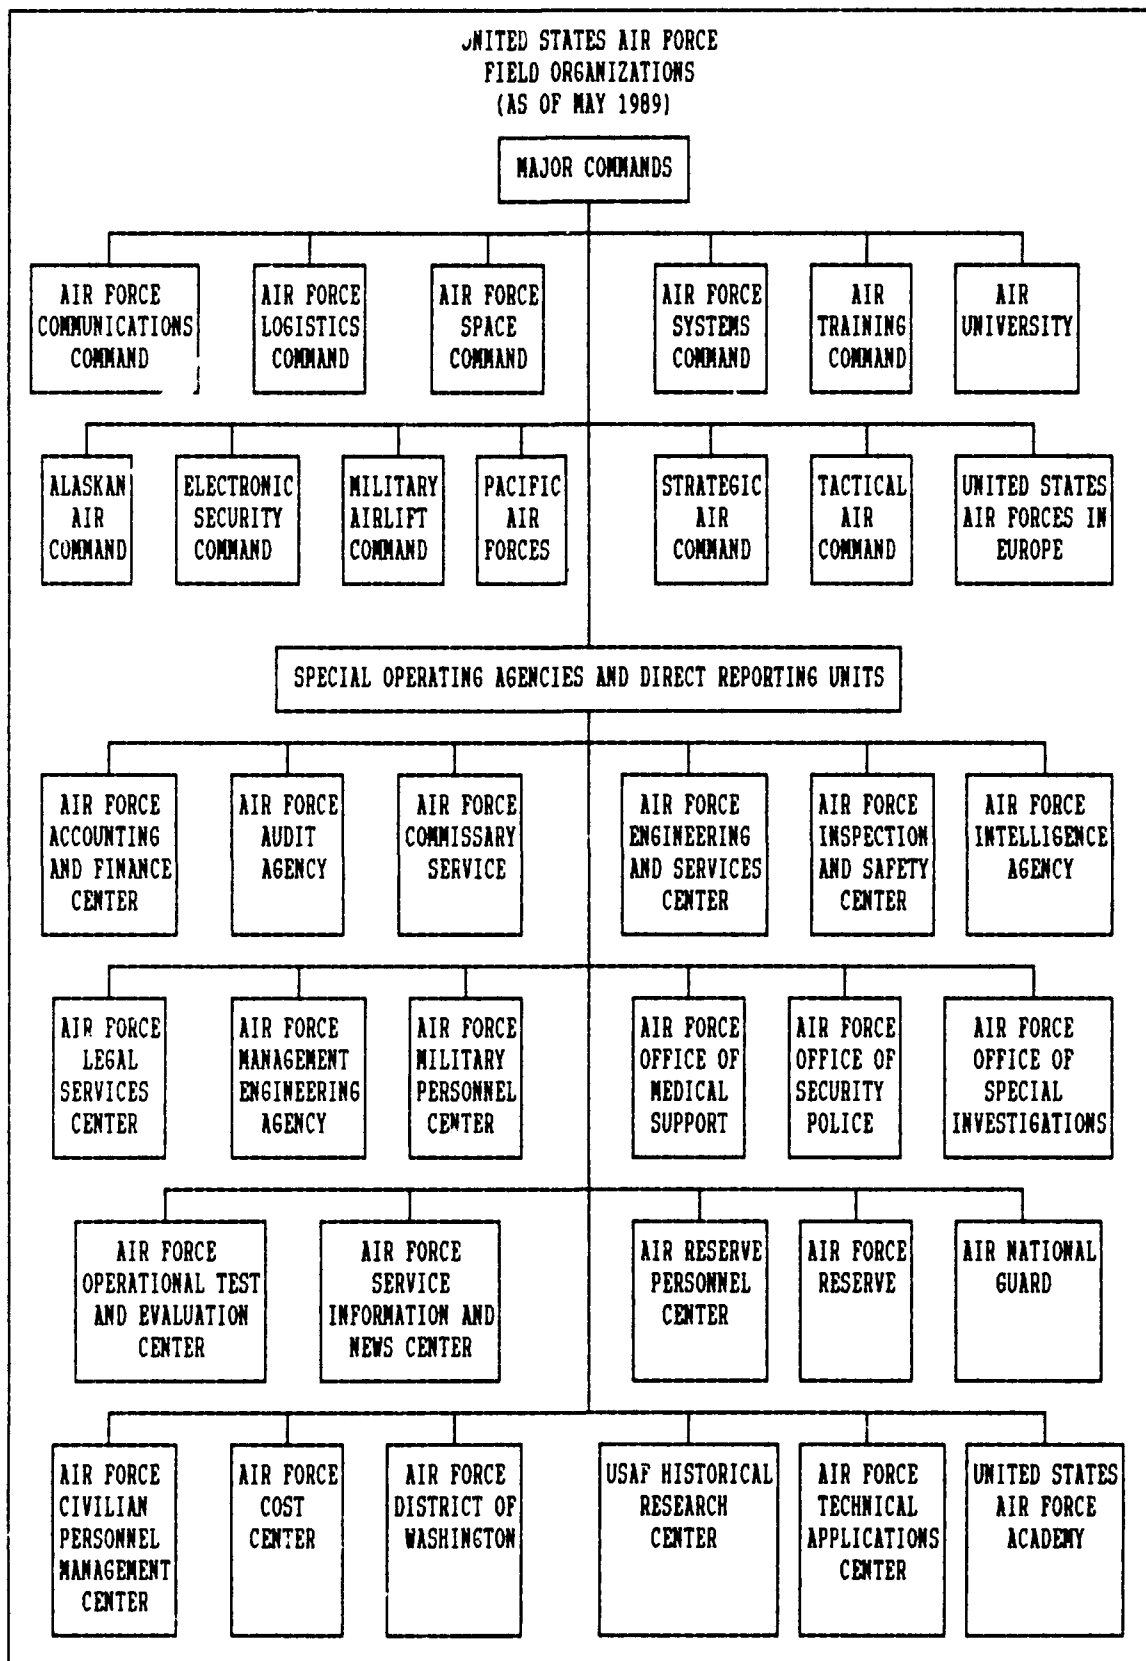 UNITED STATES AIR FORCE
FIELD ORGANIZATIONS
(AS OF MAY 1989)
MAJOR COMMANDS
AIR FORCE
COMMUNICATIONS
COMMAND
AIR FORCE
LOGISTICS
COMMAND
AIR FORCE
SPACE
COMMAND
AIR FORCE
SYSTEMS
COMMAND
AIR
TRAINING
COMMAND
AIR
UNIVERSITY
ALASKAN
AIR
COMMAND
ELECTRONIC
SECURITY
COMMAND
MILITARY
AIRLIFT
COMMAND
PACIFIC
AIR
FORCES
STRATEGIC
AIR
COMMAND
TACTICAL
AIR
COMMAND
UNITED STATES
AIR FORCES IN
EUROPE
SPECIAL OPERATING AGENCIES AND DIRECT REPORTING UNITS
AIR FORCE
ACCOUNTING
AND FINANCE
CENTER
AIR FORCE
AUDIT
AGENCY
AIR FORCE
COMMISSARY
SERVICE
AIR FORCE
ENGINEERING
AND SERVICES
CENTER
AIR FORCE
INSPECTION
AND SAFETY
CENTER
AIR FORCE
INTELLIGENCE
AGENCY
AIR FORCE
LEGAL
SERVICES
CENTER
AIR FORCE
MANAGEMENT
ENGINEERING
AGENCY
AIR FORCE
MILITARY
PERSONNEL
CENTER
AIR FORCE
OFFICE OF
MEDICAL
SUPPORT
AIR FORCE
OFFICE OF
SECURITY
POLICE
AIR FORCE
OFFICE OF
SPECIAL
INVESTIGATIONS
AIR FORCE
OPERATIONAL TEST
AND EVALUATION
CENTER
AIR FORCE
SERVICE
INFORMATION AND
NEWS CENTER
AIR RESERVE
PERSONNEL
CENTER
AIR FORCE
RESERVE
AIR NATIONAL
GUARD
AIR FORCE
CIVILIAN
PERSONNEL
MANAGEMENT
CENTER
AIR FORCE
COST
CENTER
AIR FORCE
DISTRICT OF
WASHINGTON
USAF HISTORICAL
RESEARCH
CENTER
AIR FORCE
TECHNICAL
APPLICATIONS
CENTER
UNITED STATES
AIR FORCE
ACADEMY